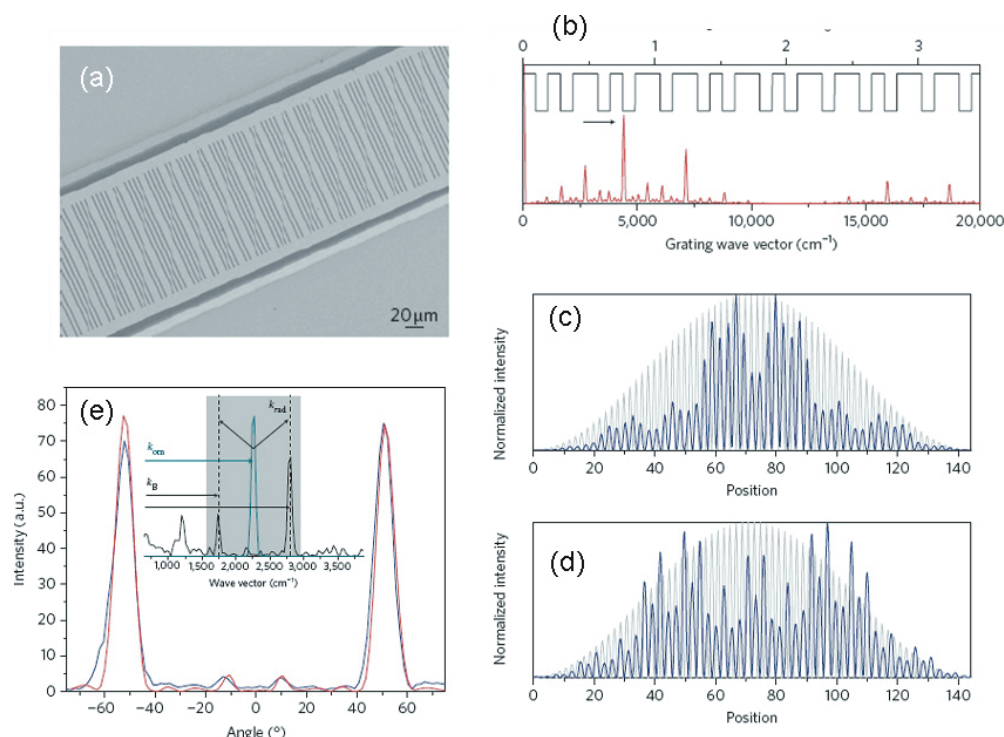 (a)
20 μm
(b)
0 1 2 3
0 5,000 10,000 15,000 20,000
Grating wave vector (cm⁻¹)
(c)
Normalized intensity
0 20 40 60 80 100 120 140
Position
(d)
Normalized intensity
0 20 40 60 80 100 120 140
Position
(e)
80
70
60
50
40
30
20
10
0
Intensity (a.u.)
k_rad
k_om
k_B
1,000 1,500 2,000 2,500 3,000 3,500
Wave vector (cm⁻¹)
−60 −40 −20 0 20 40 60
Angle (°)